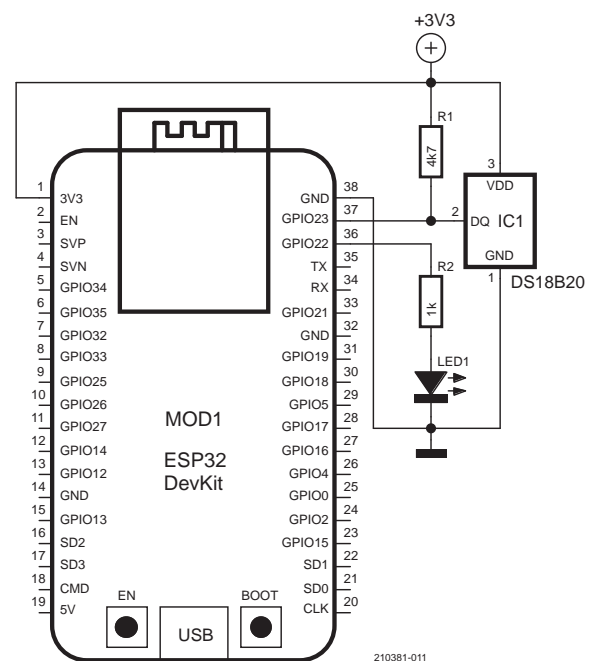 +3V3
R1
4k7
3
VDD
2 DQ IC1
GND
1
DS18B20
R2
1k
LED1
1 3V3
2 EN
3 SVP
4 SVN
5 GPIO34
6 GPIO35
7 GPIO32
8 GPIO33
9 GPIO25
10 GPIO26
11 GPIO27
12 GPIO14
13 GPIO12
14 GND
15 GPIO13
16 SD2
17 SD3
18 CMD
19 5V
GND 38
GPIO23 37
GPIO22 36
TX 35
RX 34
GPIO21 33
GND 32
GPIO19 31
GPIO18 30
GPIO5 29
GPIO17 28
GPIO16 27
GPIO4 26
GPIO0 25
GPIO2 24
GPIO15 23
SD1 22
SD0 21
CLK 20
MOD1
ESP32
DevKit
EN
USB
BOOT
210381-011